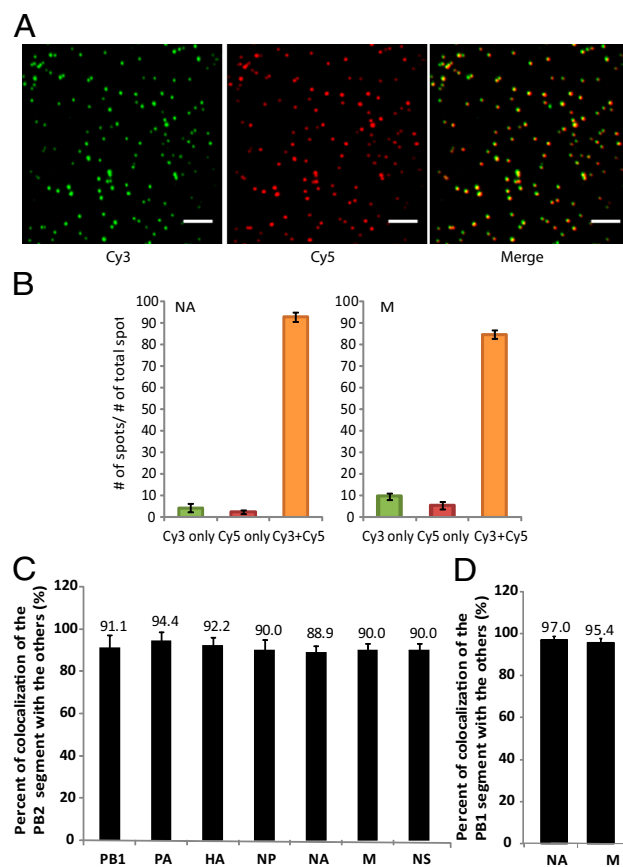 A
Cy3
Cy5
Merge
B
# of spots/ # of total spot
100
90
80
70
60
50
40
30
20
10
0
NA
Cy3 only Cy5 only Cy3+Cy5
100
90
80
70
60
50
40
30
20
10
0
M
Cy3 only Cy5 only Cy3+Cy5
C
Percent of colocalization of the
PB2 segment with the others (%)
120
100
80
60
40
20
0
91.1
94.4
92.2
90.0
88.9
90.0
90.0
PB1
PA
HA
NP
NA
M
NS
D
Percent of colocalization of the
PB1 segment with the others (%)
120
100
80
60
40
20
0
97.0
95.4
NA
M